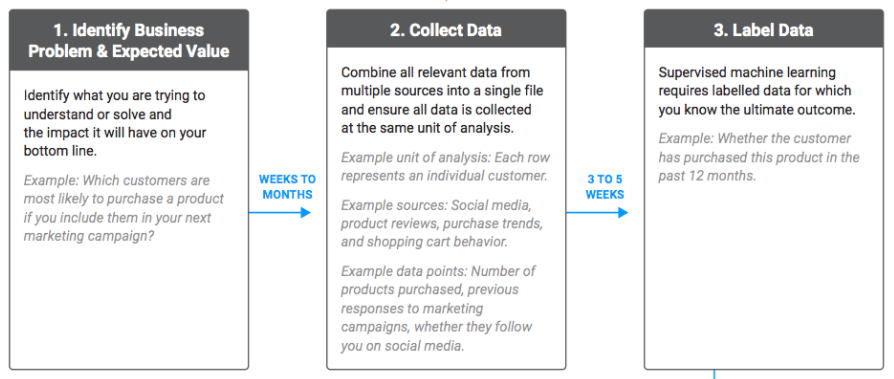 1. Identify Business
Problem & Expected Value
Identify what you are trying to
understand or solve and
the impact it will have on your
bottom line.
Example: Which customers are
most likely to purchase a product
if you include them in your next
marketing campaign?
WEEKS TO
MONTHS
2. Collect Data
Combine all relevant data from
multiple sources into a single file
and ensure all data is collected
at the same unit of analysis.
Example unit of analysis: Each row
represents an individual customer.
Example sources: Social media,
product reviews, purchase trends,
and shopping cart behavior.
Example data points: Number of
products purchased, previous
responses to marketing
campaigns, whether they follow
you on social media.
3 TO 5
WEEKS
3. Label Data
Supervised machine learning
requires labelled data for which
you know the ultimate outcome.
Example: Whether the customer
has purchased this product in the
past 12 months.